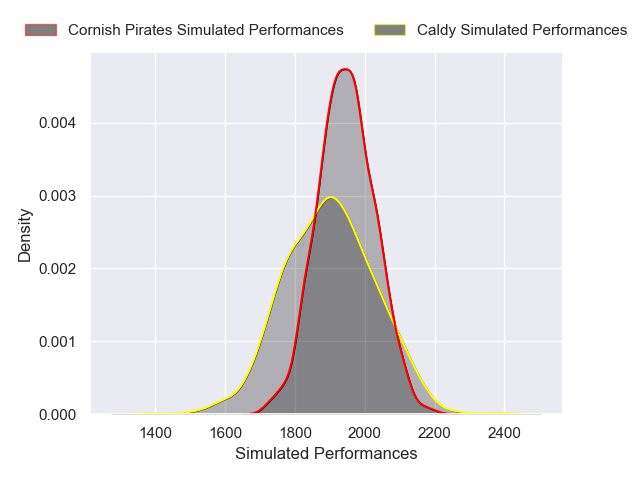 Cornish Pirates Simulated Performances
Caldy Simulated Performances
0.004
0.003
0.002
0.001
0.000
Density
1400 1600 1800 2000 2200 2400
Simulated Performances